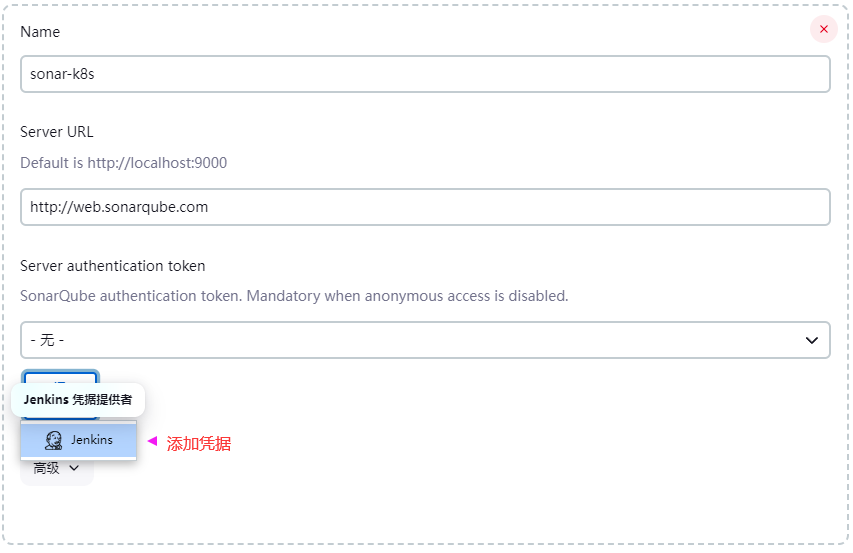 Name
sonar-k8s
Server URL
Default is http://localhost:9000
http://web.sonarqube.com
Server authentication token
SonarQube authentication token. Mandatory when anonymous access is disabled.
- 无 -
Jenkins 凭据提供者
Jenkins
添加凭据
高级